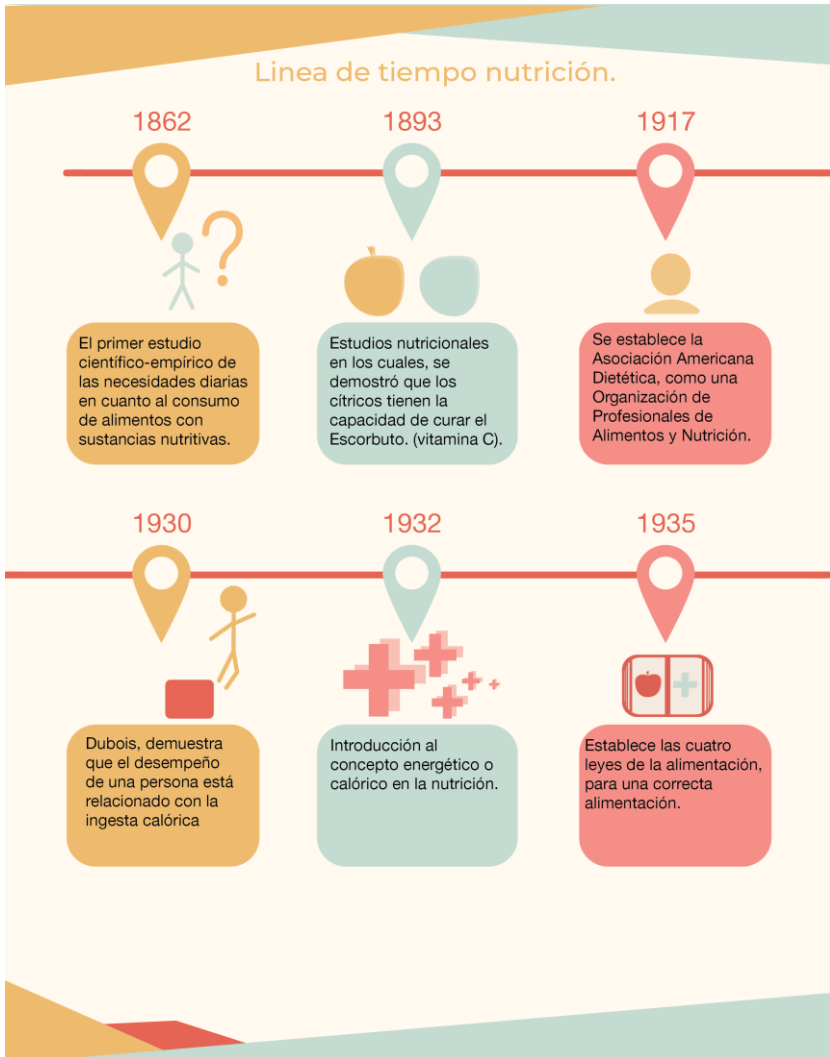 Linea de tiempo nutrición.
1862
1893
1917
El primer estudio
científico-empírico de
las necesidades diarias
en cuanto al consumo
de alimentos con
sustancias nutritivas.
Estudios nutricionales
en los cuales, se
demostró que los
cítricos tienen la
capacidad de curar el
Escorbuto. (vitamina C).
Se establece la
Asociación Americana
Dietética, como una
Organización de
Profesionales de
Alimentos y Nutrición.
1930
1932
1935
Dubois, demuestra
que el desempeño
de una persona está
relacionado con la
ingesta calórica
Introducción al
concepto energético o
calórico en la nutrición.
Establece las cuatro
leyes de la alimentación,
para una correcta
alimentación.